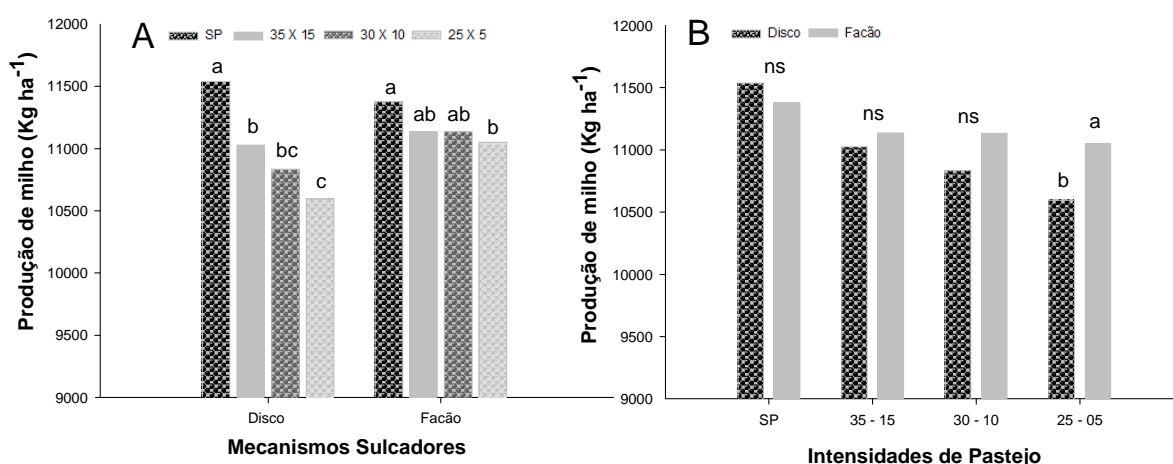 A
SP 35 X 15 30 X 10 25 X 5
Produção de milho (Kg ha-1)
12000
11500
11000
10500
10000
9500
9000
a
b
bc
c
a
ab
ab
b
Disco Facão
Mecanismos Sulcadores
B
Disco Facão
Produção de milho (Kg ha-1)
12000
11500
11000
10500
10000
9500
9000
ns
ns
ns
b
a
SP 35 - 15 30 - 10 25 - 05
Intensidades de Pastejo